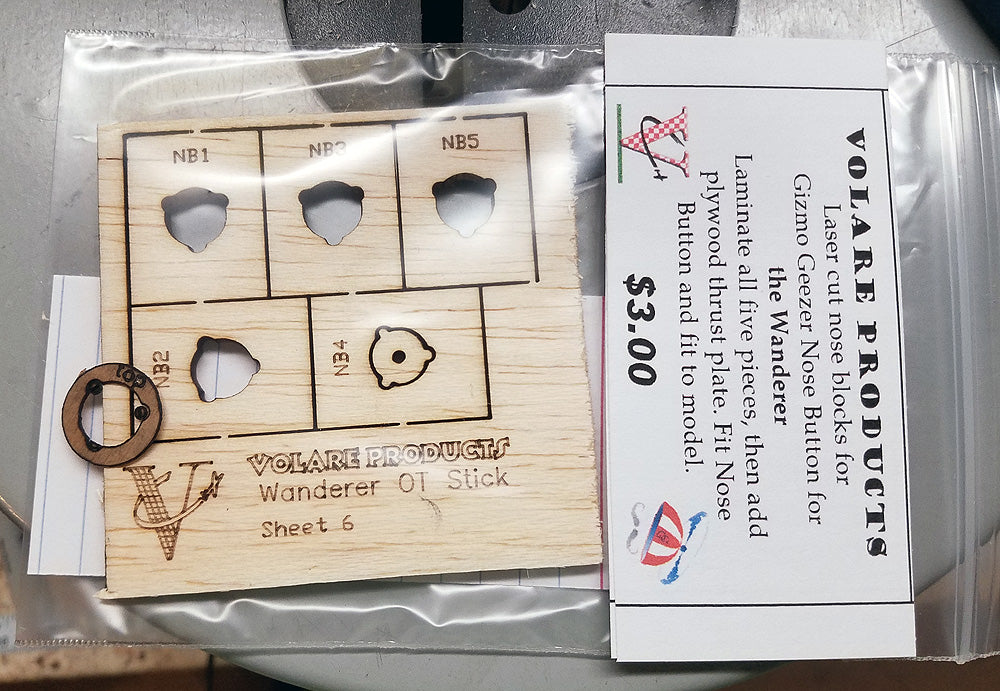 NB1
NB3
NB5
NB2
NB4
CO1
VOLARE PRODUCTS
Wanderer OT Stick
Sheet 6
VOLARE PRODUCTS
Laser cut nose blocks for
Gizmo Geezer Nose Button for
the Wanderer
Laminate all five pieces, then add
plywood thrust plate. Fit Nose
Button and fit to model.
$3.00